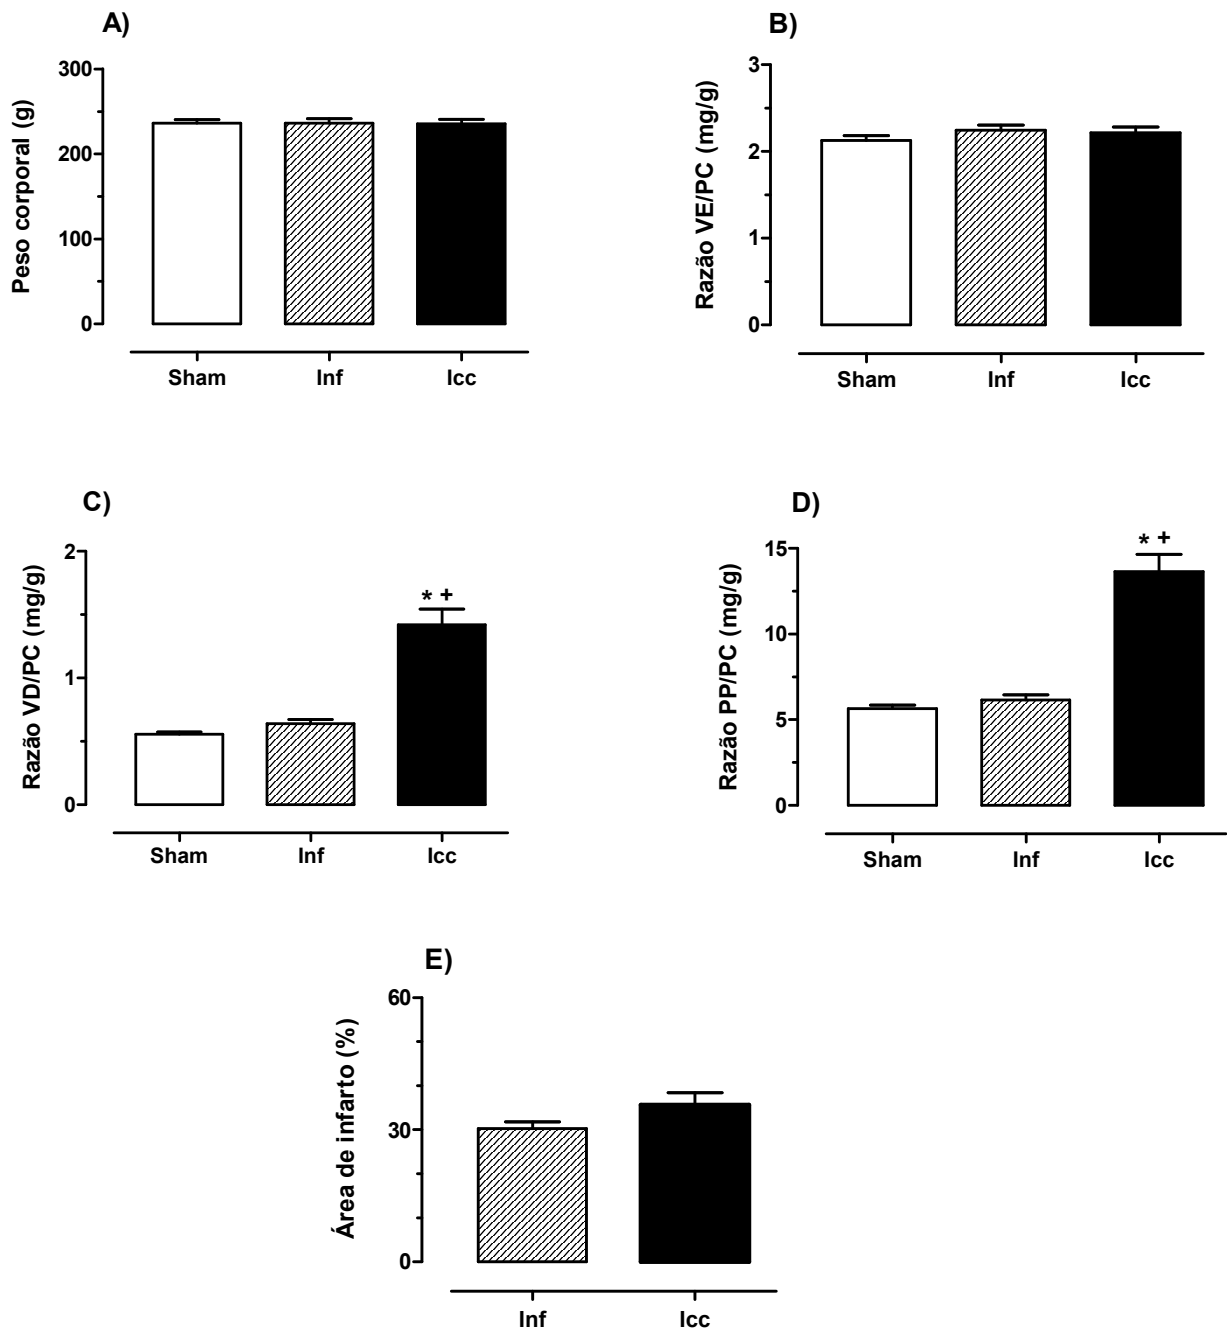 A)
Peso corporal (g)
300
200
100
0
Sham Inf Icc
B)
Razão VE/PC (mg/g)
3
2
1
0
Sham Inf Icc
C)
Razão VD/PC (mg/g)
2
1
0
* +
Sham Inf Icc
D)
Razão PP/PC (mg/g)
15
10
5
0
* +
Sham Inf Icc
E)
Área de infarto (%)
60
30
0
Inf Icc